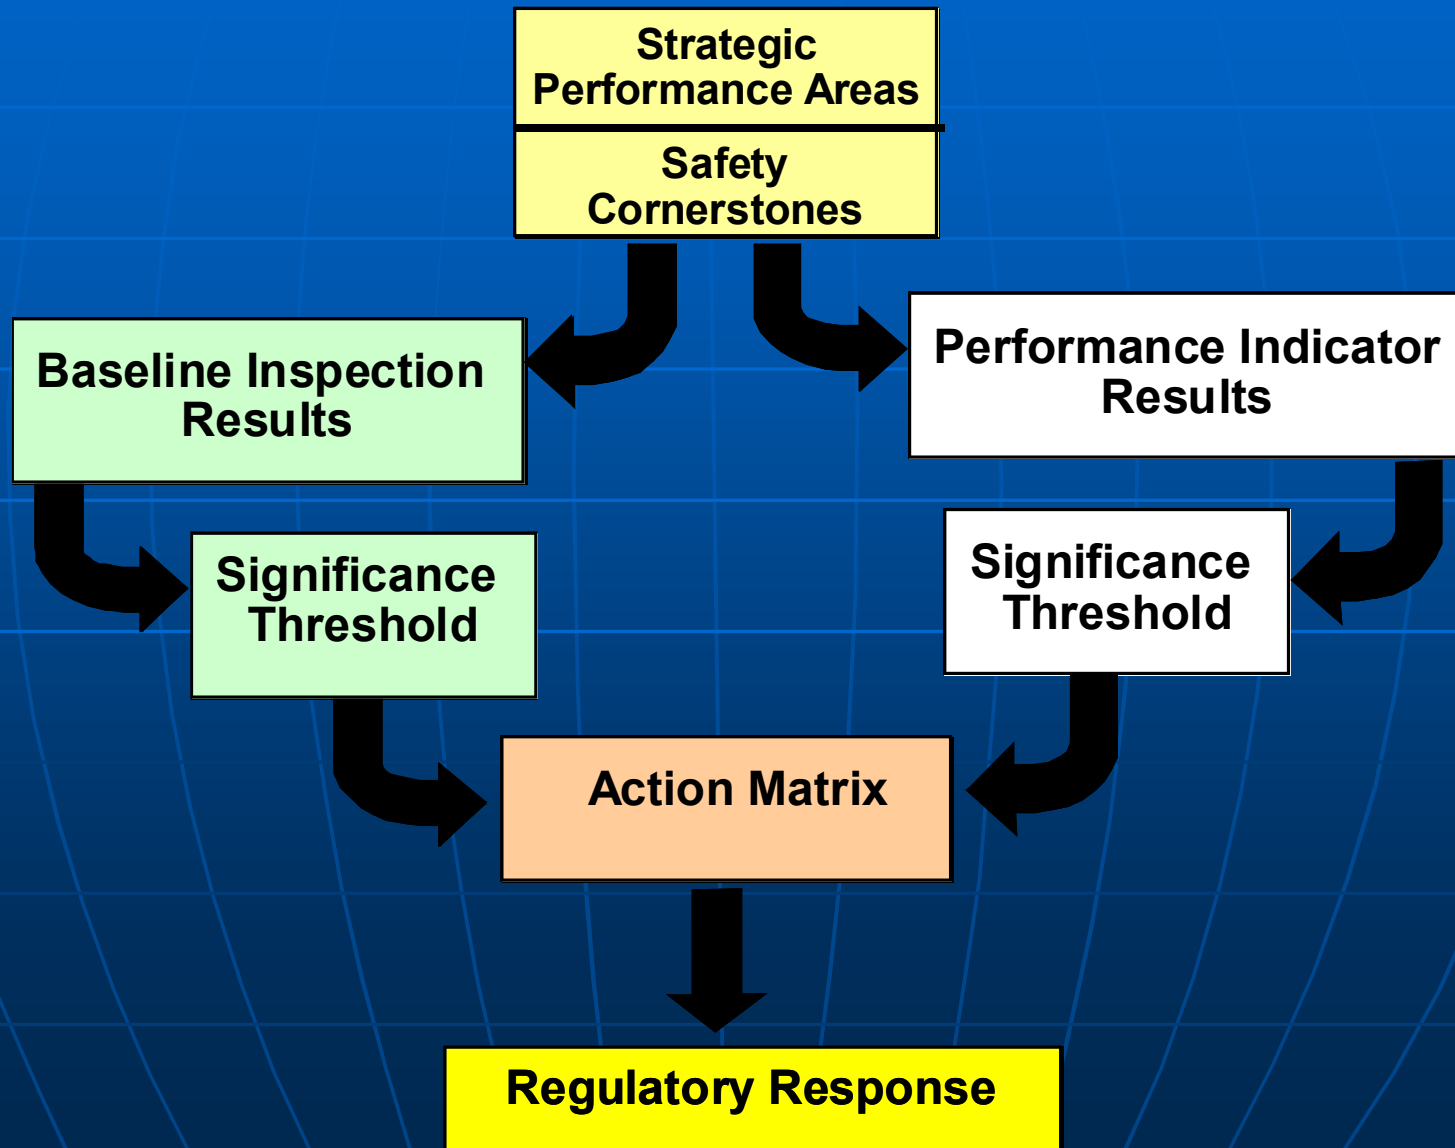 Strategic
Performance Areas
Safety
Cornerstones
Baseline Inspection
Results
Performance Indicator
Results
Significance
Threshold
Significance
Threshold
Action Matrix
Regulatory Response